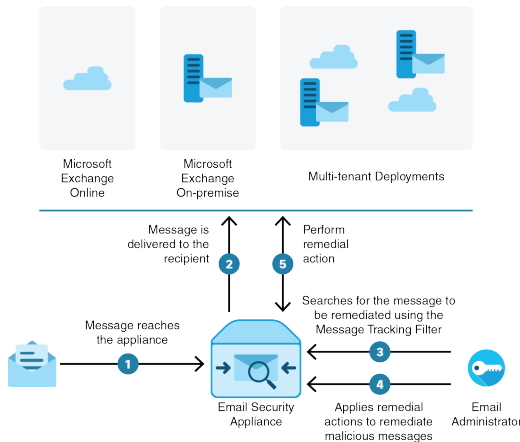 Microsoft
Exchange
Online
Microsoft
Exchange
On-premise
Multi-tenant Deployments
Message is
delivered to the
recipient
2
5
Perform
remedial
action
Message reaches
the appliance
1
Searches for the message to
be remediated using the
Message Tracking Filter
3
4
Email Security
Appliance
Applies remedial
actions to remediate
malicious messages
Email
Administrator